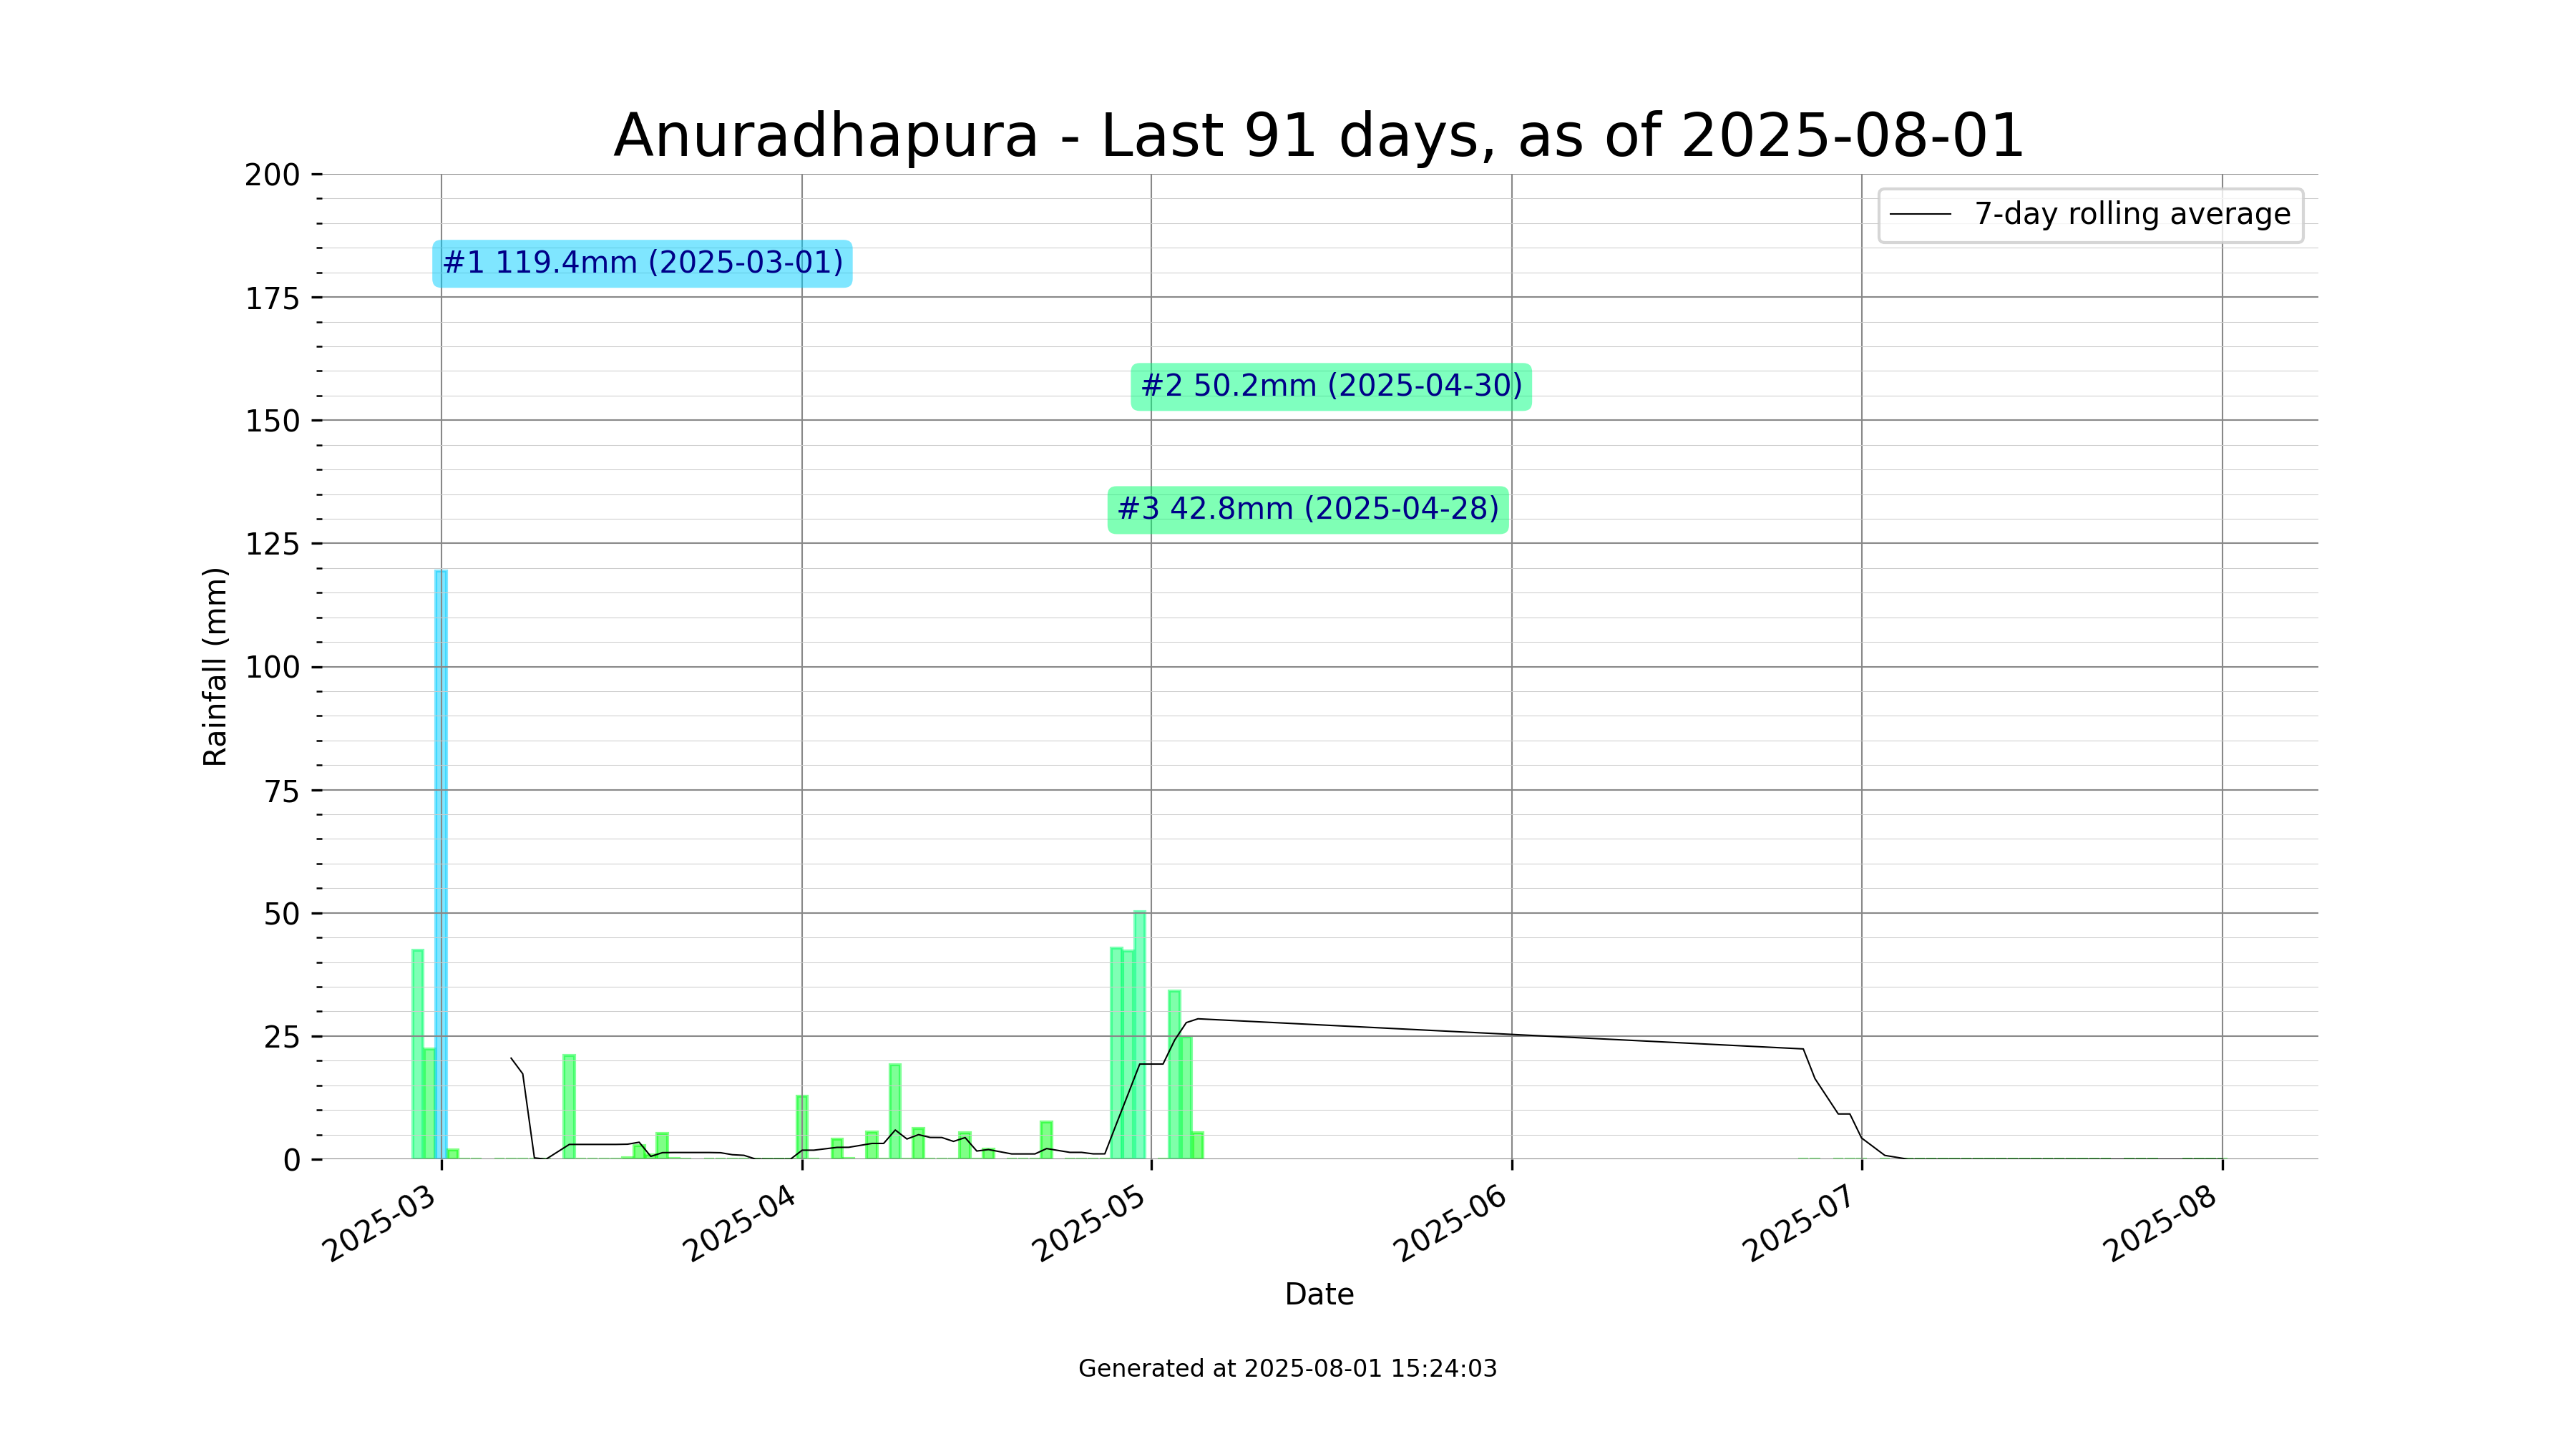 Anuradhapura - Last 91 days, as of 2025-08-01
200
175
150
125
100
75
50
25
0
Rainfall (mm)
7-day rolling average
#1 119.4mm (2025-03-01)
#2 50.2mm (2025-04-30)
#3 42.8mm (2025-04-28)
2025-03
2025-04
2025-05
2025-06
2025-07
2025-08
Date
Generated at 2025-08-01 15:24:03